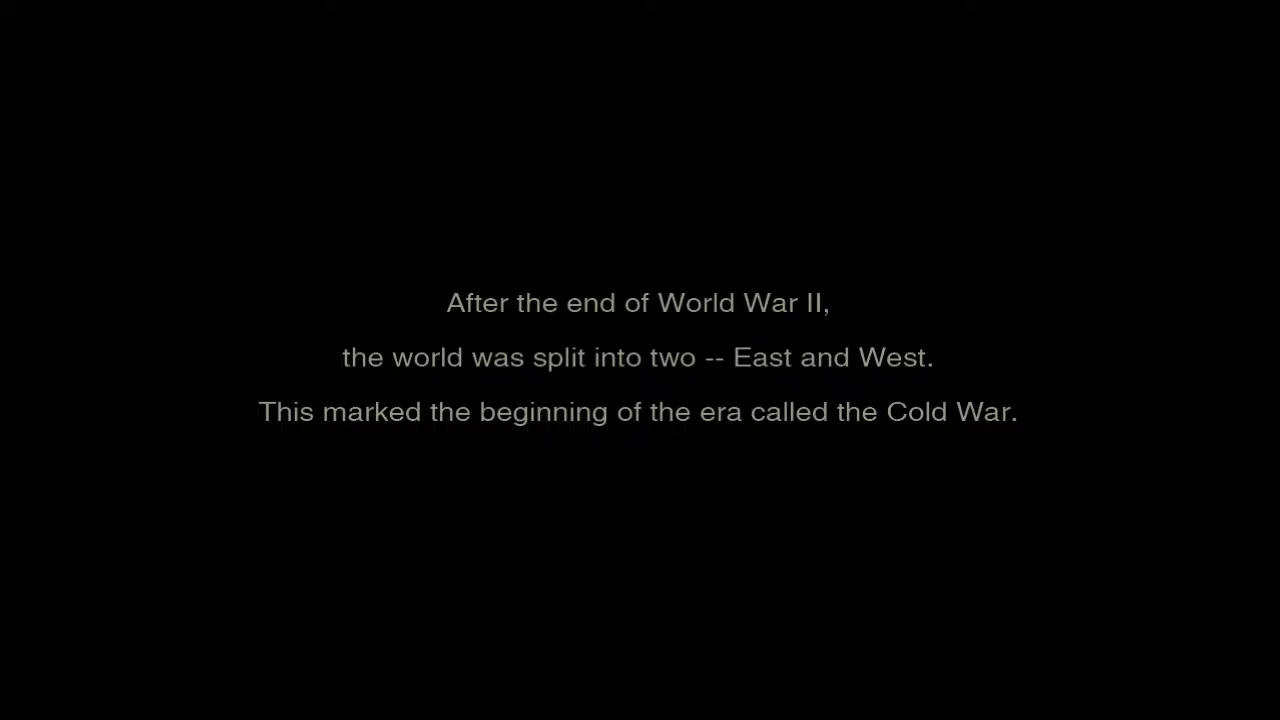 After the end of World War II,
the world was split into two -- East and West.
This marked the beginning of the era called the Cold War.